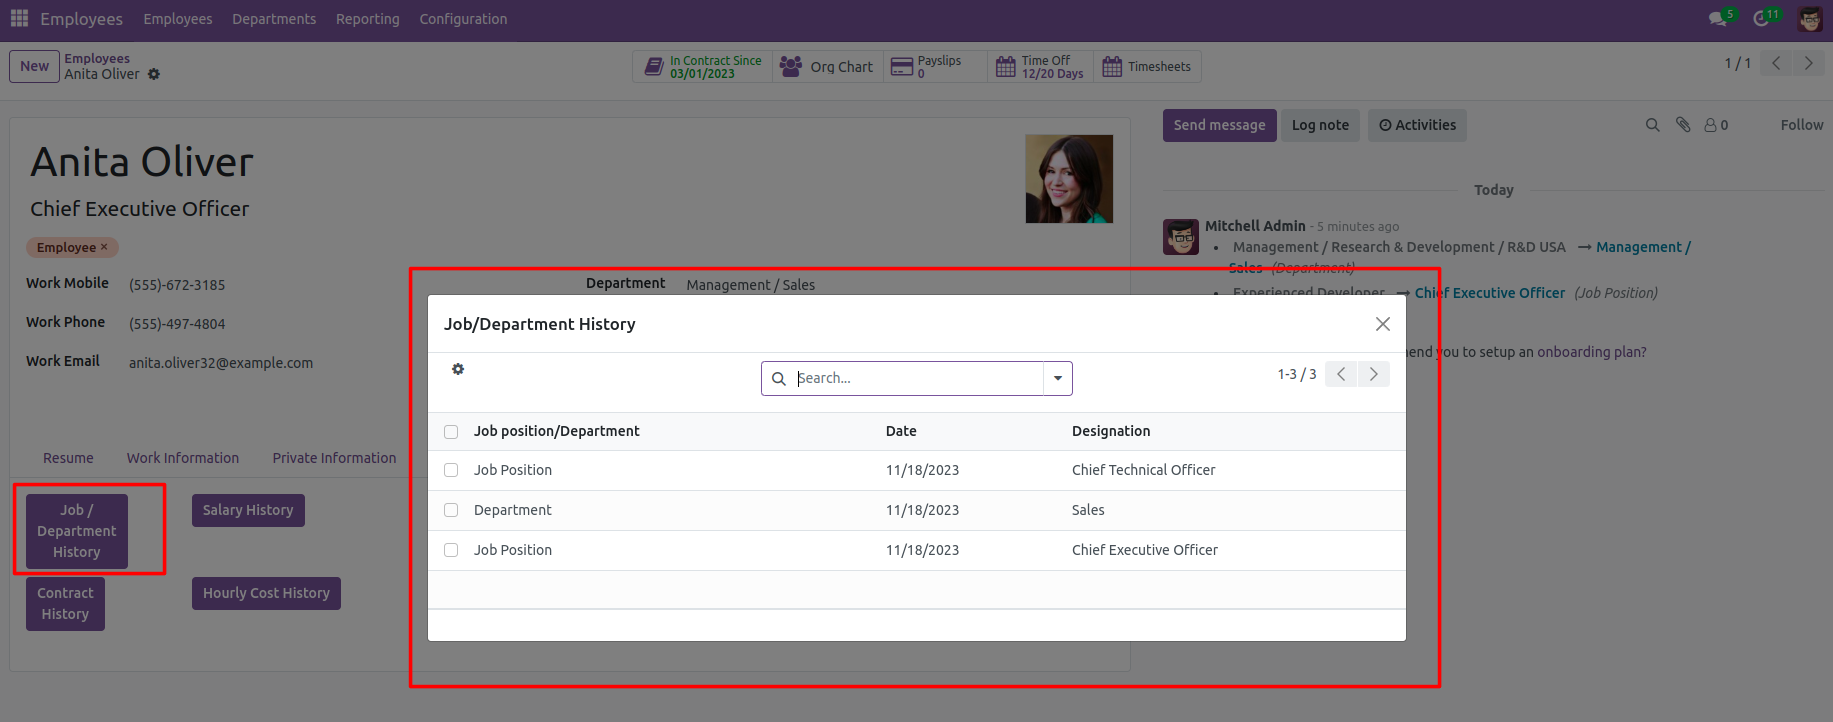 Employees Employees Departments Reporting Configuration 5 11
New Employees
Anita Oliver
In Contract Since
03/01/2023
Org Chart
Payslips
0
Time Off
12/20 Days
Timesheets
1 / 1
Send message Log note Activities 0 Follow
Anita Oliver
Chief Executive Officer
Employee ×
Work Mobile (555)-672-3185
Work Phone (555)-497-4804
Work Email anita.oliver32@example.com
Department Management / Sales
Today
Mitchell Admin - 5 minutes ago
• Management / Research & Development / R&D USA → Management /
Sales (Department)
• Experienced Developer → Chief Executive Officer (Job Position)
you to setup an onboarding plan?
Resume Work Information Private Information
Job /
Department
History
Salary History
Contract
History
Hourly Cost History
Job/Department History
Search...
1-3 / 3
Job position/Department Date Designation
Job Position 11/18/2023 Chief Technical Officer
Department 11/18/2023 Sales
Job Position 11/18/2023 Chief Executive Officer